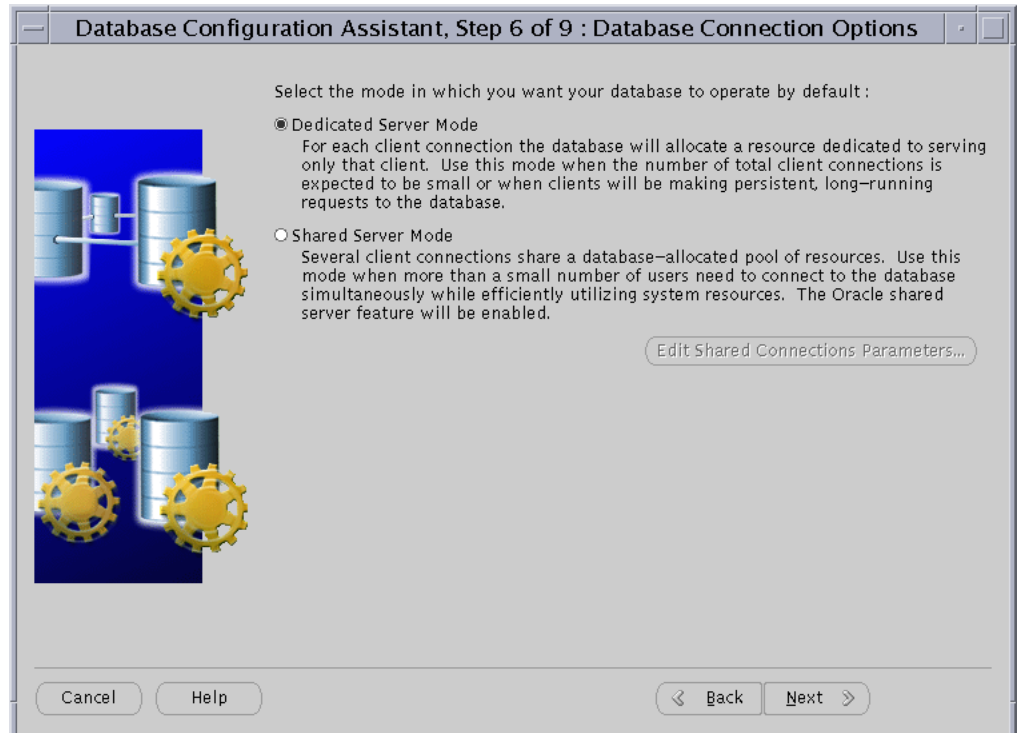 Database Configuration Assistant, Step 6 of 9 : Database Connection Options
Select the mode in which you want your database to operate by default :
Dedicated Server Mode
For each client connection the database will allocate a resource dedicated to serving
only that client.  Use this mode when the number of total client connections is
expected to be small or when clients will be making persistent, long-running
requests to the database.
Shared Server Mode
Several client connections share a database-allocated pool of resources.  Use this
mode when more than a small number of users need to connect to the database
simultaneously while efficiently utilizing system resources.  The Oracle shared
server feature will be enabled.
Edit Shared Connections Parameters...
Cancel Help Back Next